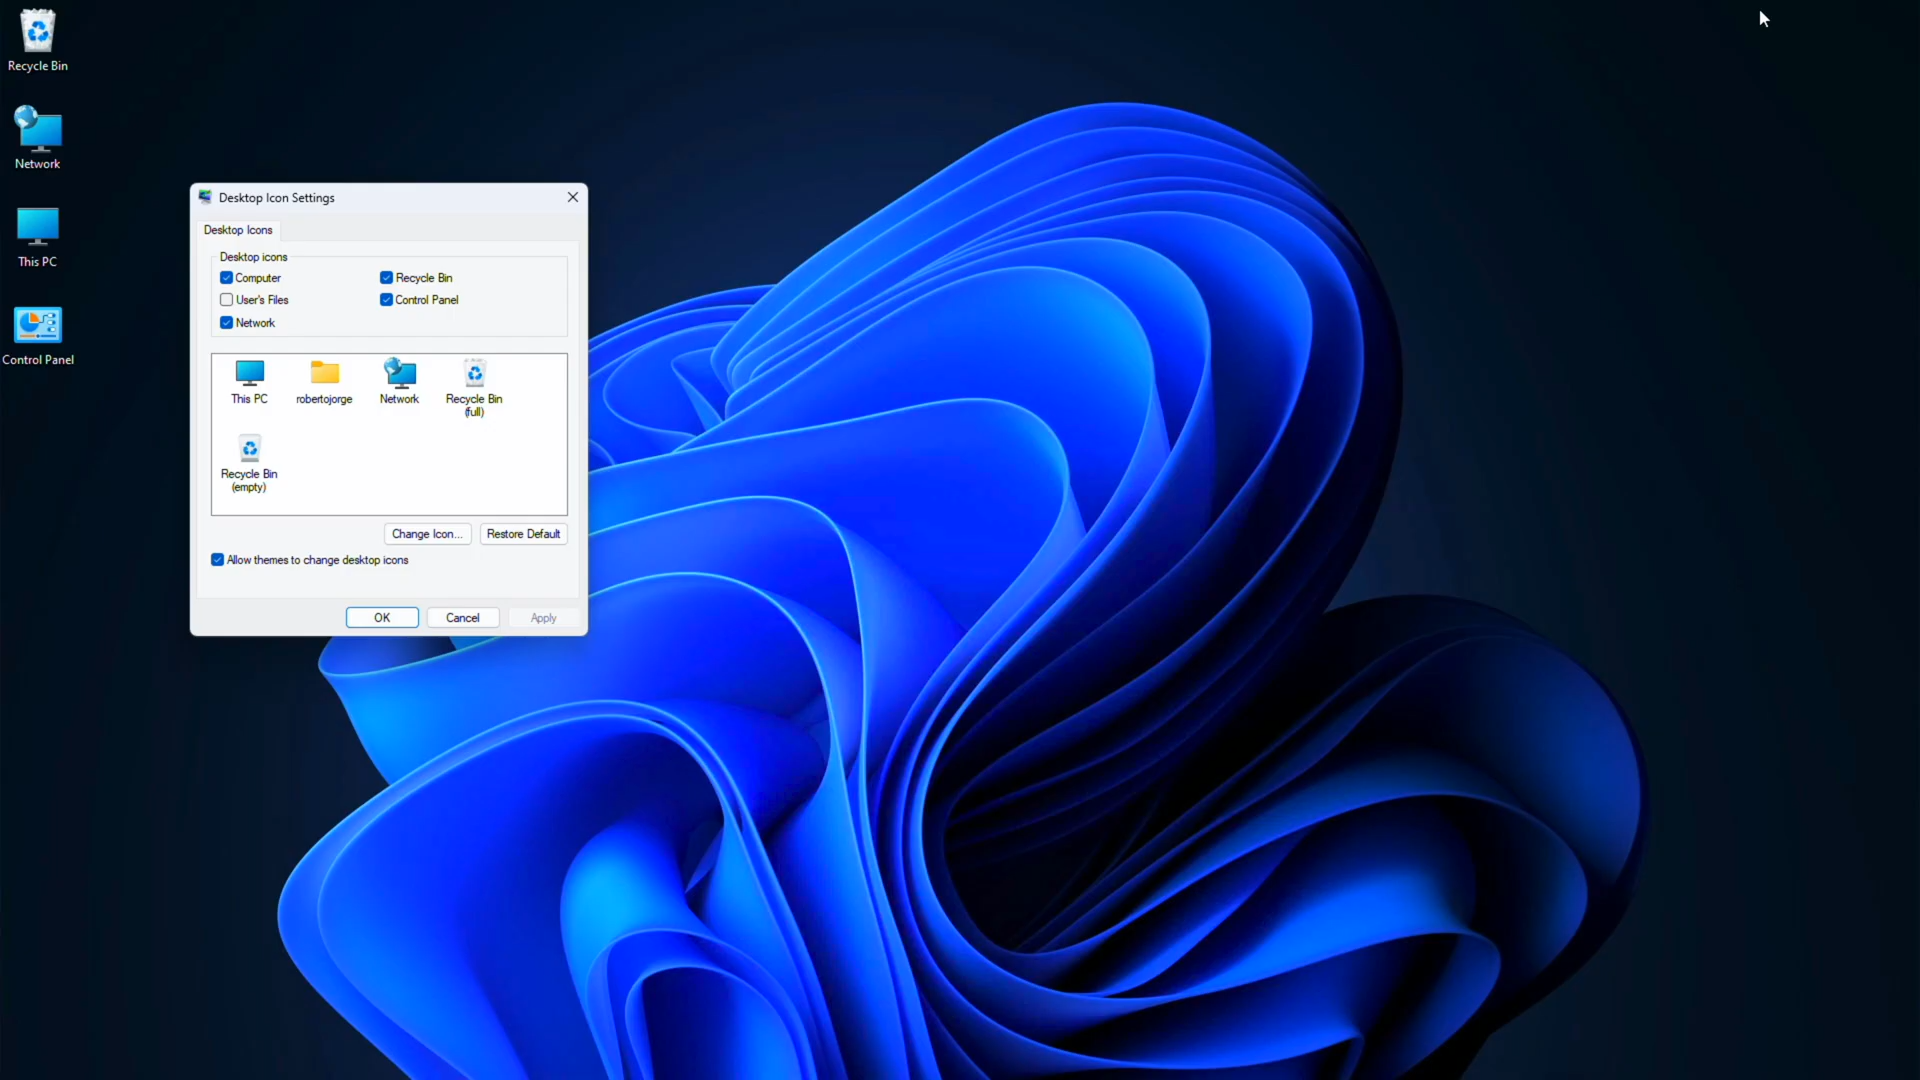 Recycle Bin
Network
This PC
Control Panel
Desktop Icon Settings
Desktop Icons
Desktop icons
Computer
Recycle Bin
User's Files
Control Panel
Network
This PC
robertojorge
Network
Recycle Bin
(full)
Recycle Bin
(empty)
Change Icon...
Restore Default
Allow themes to change desktop icons
OK
Cancel
Apply